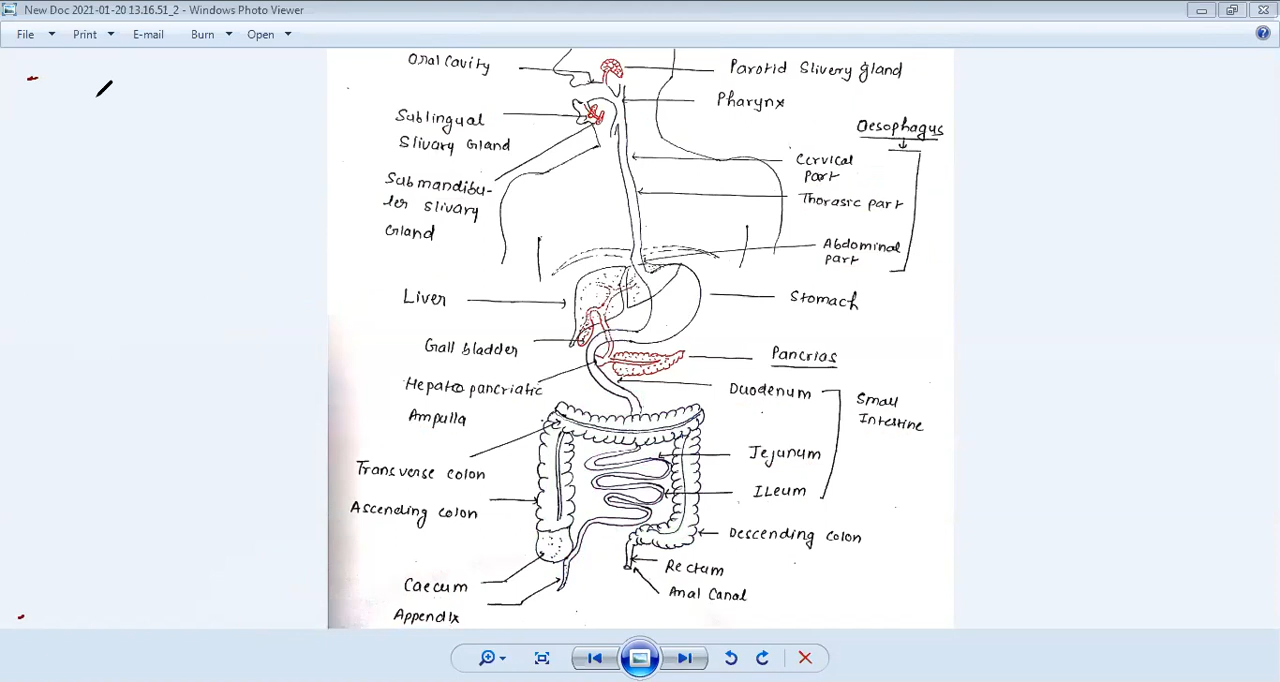 New Doc 2021-01-20 13.16.51_2 - Windows Photo Viewer
File Print E-mail Burn Open
Oral cavity
Parotid Slivery gland
Pharynx
Sublingual
Slivary Gland
Oesophagus
Cervical
part
Submandibu-
ler Slivary
Gland
Thorasic part
Abdominal
part
Liver
Stomach
Gall bladder
Pancrias
Hepato pancriatic
Ampulla
Duodenum
Small
Intestine
Transverse colon
Jejunum
Ascending colon
Ileum
Descending colon
Rectum
Caecum
Anal Canal
Appendix